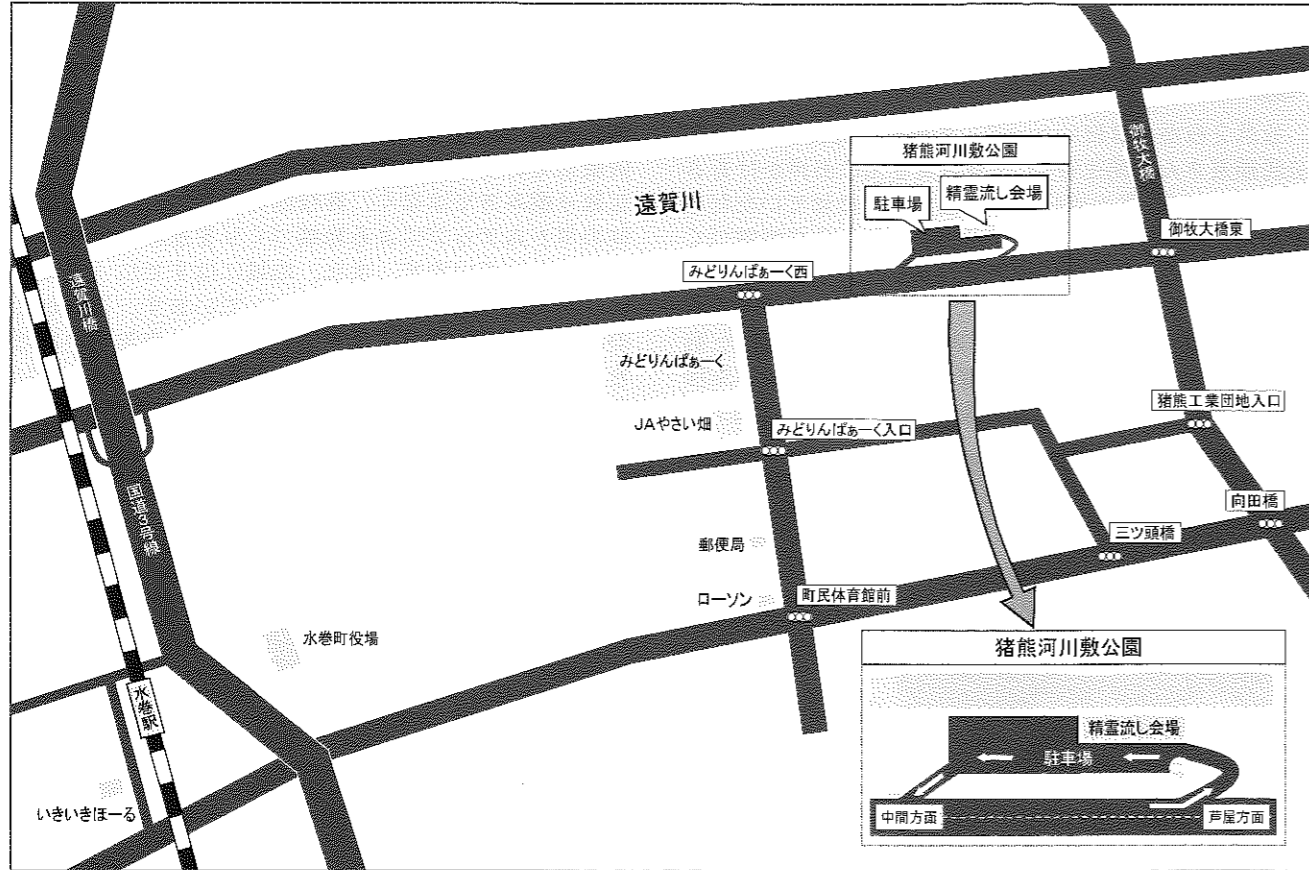 御牧大橋
猪熊河川敷公園
精霊流し会場
駐車場
遠賀川
御牧大橋東
みどりんぱぁーく西
遠賀川橋
みどりんぱぁーく
猪熊工業団地入口
JAやさい畑
みどりんぱぁーく入口
国道3号線
向田橋
三ツ頭橋
郵便局
ローソン
町民体育館前
水巻町役場
猪熊河川敷公園
水巻駅
精霊流し会場
駐車場
いきいきほーる
中間方面
芦屋方面